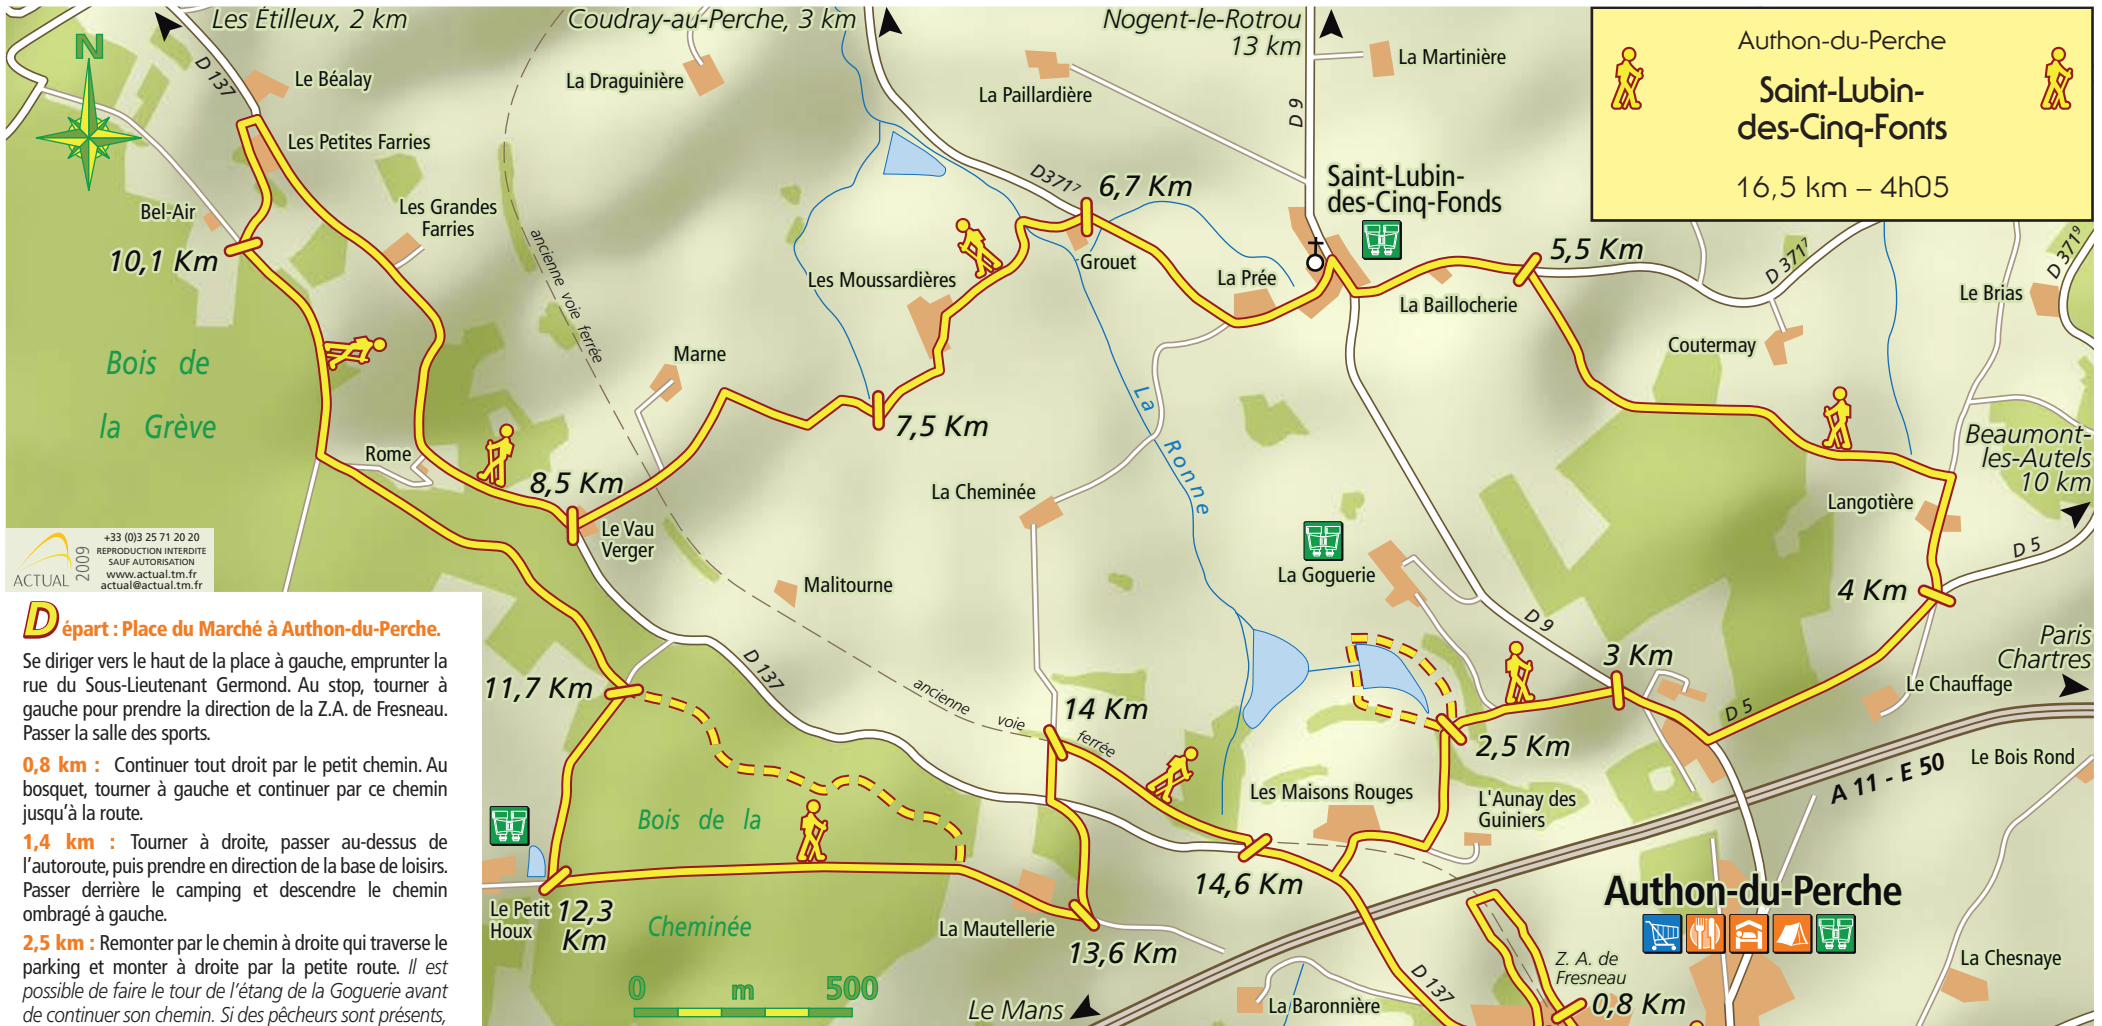 Les Étilleux, 2 km
Coudray-au-Perche, 3 km
Nogent-le-Rotrou
13 km
Authon-du-Perche
Saint-Lubin-
des-Cinq-Fonts
16,5 km – 4h05
N
D 137
Le Béalay
La Draguinière
La Paillardière
La Martinière
D 9
Les Petites Farries
Bel-Air
Les Grandes
Farries
10,1 Km
ancienne voie ferrée
D3717
6,7 Km
Saint-Lubin-
des-Cinq-Fonds
Grouet
La Prée
Les Moussardières
5,5 Km
La Baillocherie
D 3717
D 3719
Le Brias
Coutermay
Bois de
la Grève
Marne
Rome
8,5 Km
7,5 Km
La Ronne
La Cheminée
Le Vau
Verger
Malitourne
Beaumont-
les-Autels
10 km
Langotière
D 5
4 Km
La Goguerie
D 9
3 Km
Paris
Chartres
Le Chauffage
D 5
ACTUAL
2009
+33 (0)3 25 71 20 20
REPRODUCTION INTERDITE
SAUF AUTORISATION
www.actual.tm.fr
actual@actual.tm.fr
Départ : Place du Marché à Authon-du-Perche.
Se diriger vers le haut de la place à gauche, emprunter la
rue du Sous-Lieutenant Germond. Au stop, tourner à
gauche pour prendre la direction de la Z.A. de Fresneau.
Passer la salle des sports.
0,8 km : Continuer tout droit par le petit chemin. Au
bosquet, tourner à gauche et continuer par ce chemin
jusqu'à la route.
1,4 km : Tourner à droite, passer au-dessus de
l'autoroute, puis prendre en direction de la base de loisirs.
Passer derrière le camping et descendre le chemin
ombragé à gauche.
2,5 km : Remonter par le chemin à droite qui traverse le
parking et monter à droite par la petite route. Il est
possible de faire le tour de l'étang de la Goguerie avant
de continuer son chemin. Si des pêcheurs sont présents,
11,7 Km
D 137
ancienne voie ferrée
14 Km
2,5 Km
Les Maisons Rouges
L'Aunay des
Guiniers
A 11 - E 50
Le Bois Rond
Bois de la
Cheminée
Le Petit
Houx
12,3
Km
La Mautellerie
13,6 Km
14,6 Km
Authon-du-Perche
0 m 500
Le Mans
La Baronnière
D 137
Z. A. de
Fresneau
0,8 Km
La Chesnaye